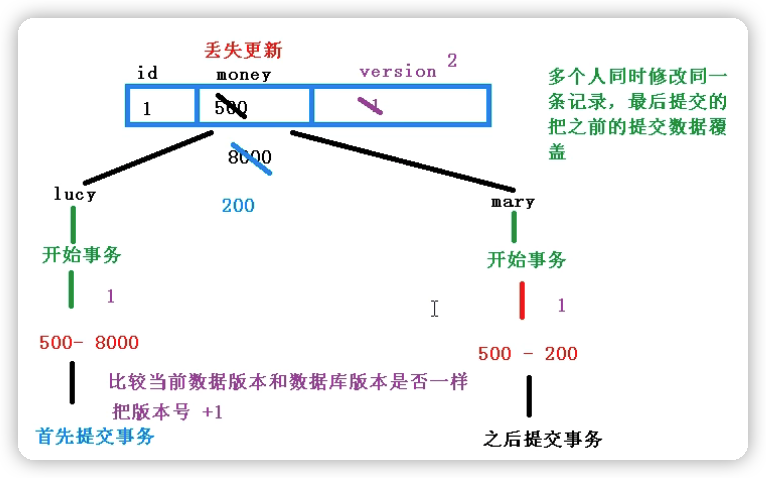 丢失更新
id
money
version
2
1
500
1
多个人同时修改同一
条记录，最后提交的
把之前的提交数据覆
盖
8000
200
lucy
mary
开始事务
开始事务
1
1
500- 8000
500 - 200
比较当前数据版本和数据库版本是否一样
把版本号 +1
首先提交事务
之后提交事务